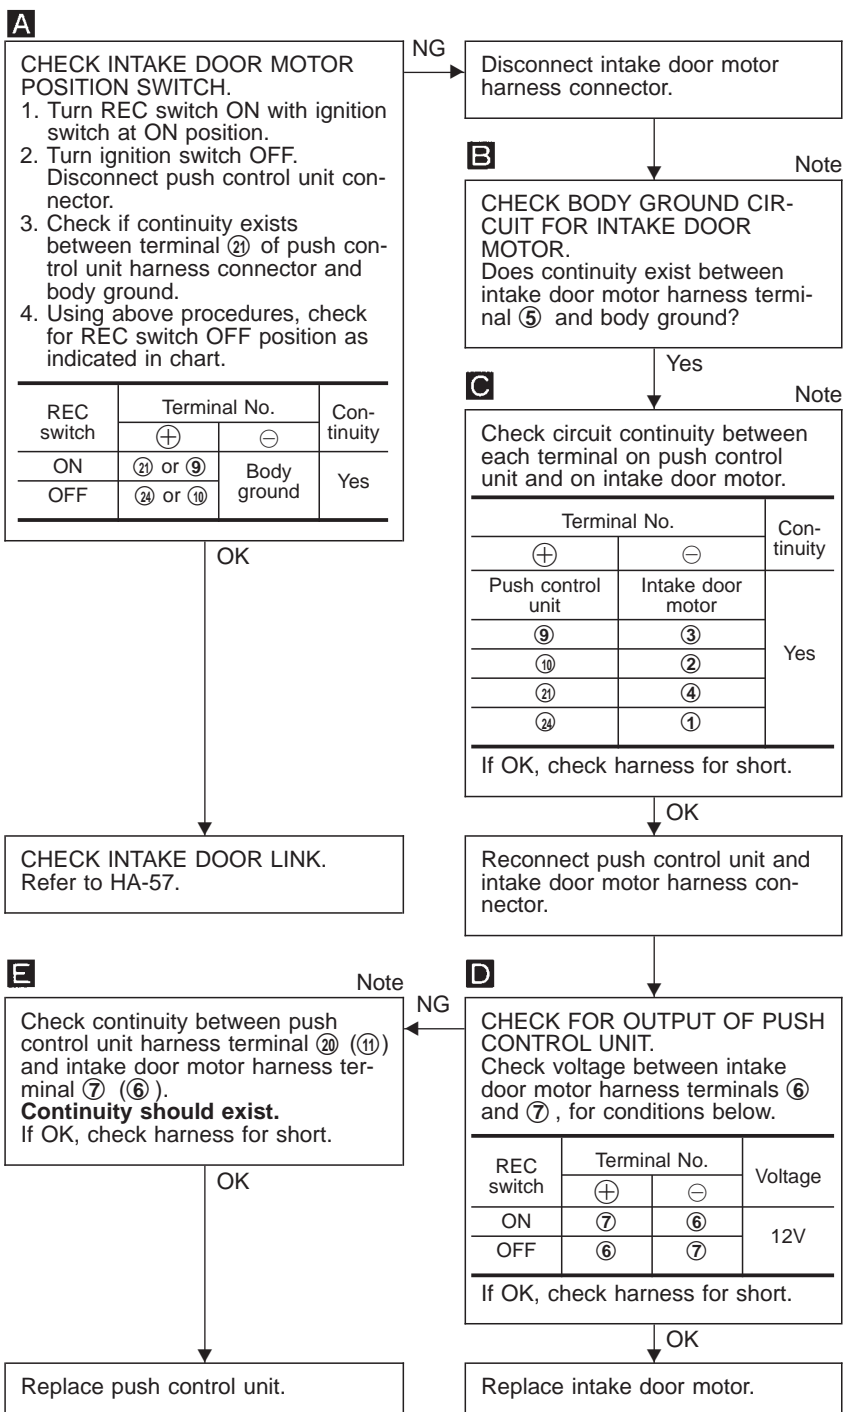 A
CHECK INTAKE DOOR MOTOR
POSITION SWITCH.
1. Turn REC switch ON with ignition
switch at ON position.
2. Turn ignition switch OFF.
Disconnect push control unit con-
nector.
3. Check if continuity exists
between terminal ㉑ of push con-
trol unit harness connector and
body ground.
4. Using above procedures, check
for REC switch OFF position as
indicated in chart.
REC switch Terminal No. Con-tinuity
⊕ ⊖
ON ㉑ or ⑨ Body ground Yes
OFF ㉔ or ⑩
OK
CHECK INTAKE DOOR LINK.
Refer to HA-57.
NG
Disconnect intake door motor
harness connector.
B Note
CHECK BODY GROUND CIR-
CUIT FOR INTAKE DOOR
MOTOR.
Does continuity exist between
intake door motor harness termi-
nal ⑤ and body ground?
Yes
C Note
Check circuit continuity between
each terminal on push control
unit and on intake door motor.
Terminal No. Con-tinuity
⊕ ⊖
Push control unit Intake door motor Yes
⑨ ③
⑩ ②
㉑ ④
㉔ ①
If OK, check harness for short.
OK
Reconnect push control unit and
intake door motor harness con-
nector.
D
CHECK FOR OUTPUT OF PUSH
CONTROL UNIT.
Check voltage between intake
door motor harness terminals ⑥
and ⑦ , for conditions below.
REC switch Terminal No. Voltage
⊕ ⊖
ON ⑦ ⑥ 12V
OFF ⑥ ⑦
If OK, check harness for short.
OK
Replace intake door motor.
NG
E Note
Check continuity between push
control unit harness terminal ⑳ (⑪)
and intake door motor harness ter-
minal ⑦ (⑥ ).
Continuity should exist.
If OK, check harness for short.
OK
Replace push control unit.